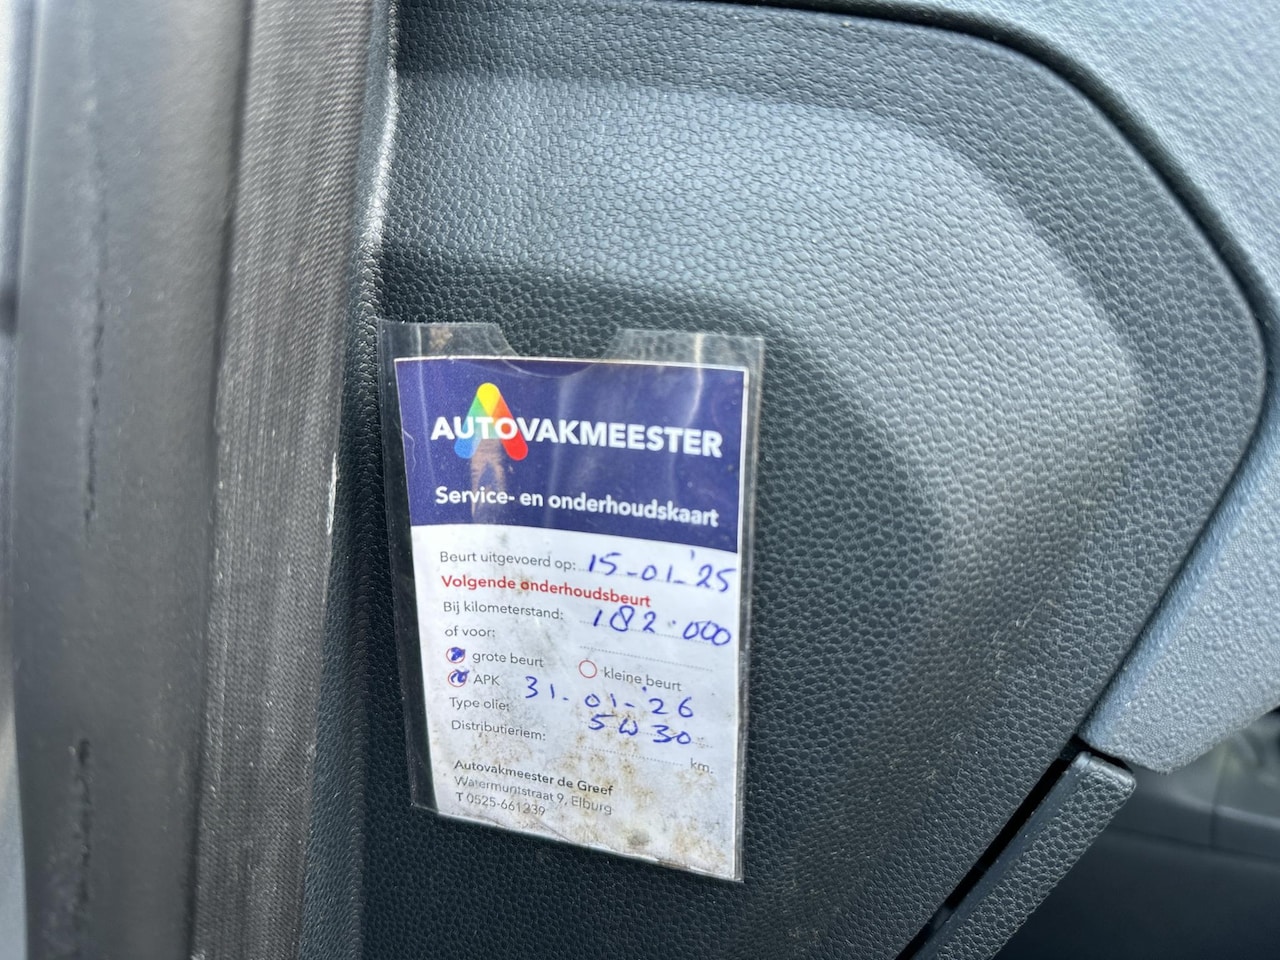 AUTOVAKMEESTER
Service- en onderhoudskaart
Beurt uitgevoerd op: 15-01-'25
Volgende onderhoudsbeurt
Bij kilometerstand: 182.000
of voor:
grote beurt kleine beurt
APK 31-01-'26
Type olie: 5W30
Distributieriem: km.
Autovakmeester de Greef
Watermuntstraat 9, Elburg
T 0525-661239